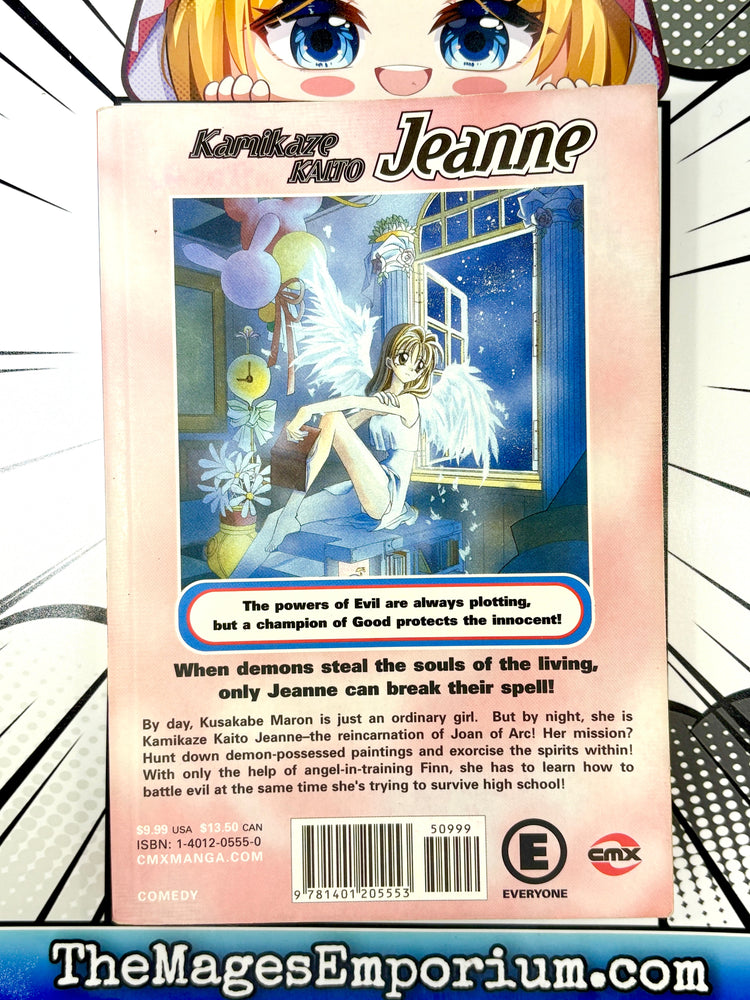 Kamikaze
KAITO Jeanne
The powers of Evil are always plotting,
but a champion of Good protects the innocent!
When demons steal the souls of the living,
only Jeanne can break their spell!
By day, Kusakabe Maron is just an ordinary girl. But by night, she is
Kamikaze Kaito Jeanne–the reincarnation of Joan of Arc! Her mission?
Hunt down demon-possessed paintings and exorcise the spirits within!
With only the help of angel-in-training Finn, she has to learn how to
battle evil at the same time she's trying to survive high school!
$9.99 USA $13.50 CAN
ISBN: 1-4012-0555-0
CMXMANGA.COM
COMEDY
50999
9 781401 205553
E
EVERYONE
CMX
TheMagesEmporium.com